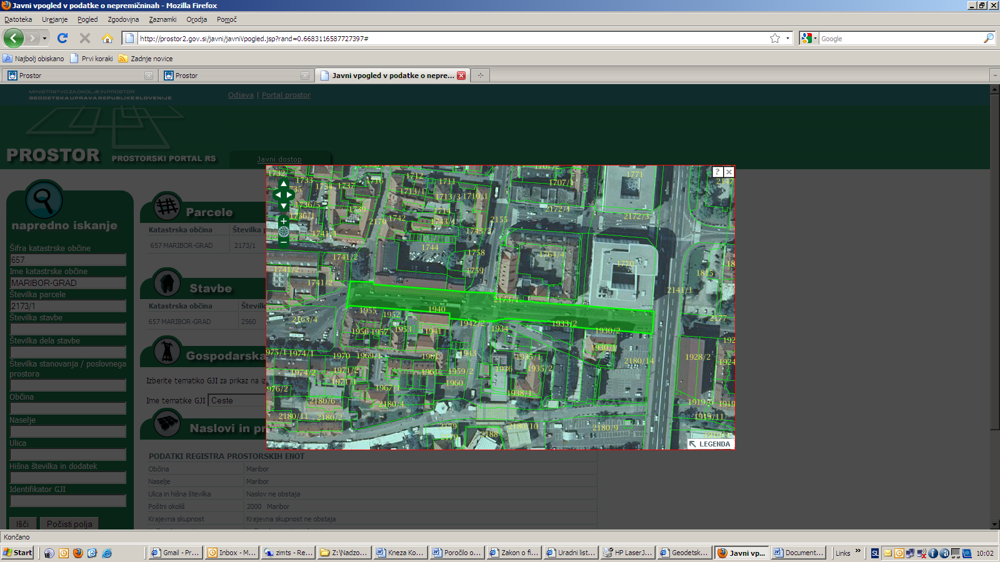 Javni vpogled v podatke o nepremičninah - Mozilla Firefox
Datoteka Urejanje Pogled Zgodovina Zaznamki Orodja Pomoč
http://prostor2.gov.si/javni/javniVpogled.jsp?rand=0.6683116587727397#
Google
Najbolj obiskano Prvi koraki Zadnje novice
Prostor
Prostor
Javni vpogled v podatke o nepre...
MINISTRSTVO ZA OKOLJE IN PROSTOR
GEODETSKA UPRAVA REPUBLIKE SLOVENIJE
Odjava | Portal prostor
PROSTOR PROSTORSKI PORTAL RS
Javni dostop
napredno iskanje
Šifra katastrske občine
657
Ime katastrske občine
MARIBOR-GRAD
Številka parcele
2173/1
Številka stavbe
Številka dela stavbe
Številka stanovanja / poslovnega
prostora
Občina
Naselje
Ulica
Hišna številka in dodatek
Identifikator GJI
Išči Počisti polja
Parcele
Katastrska občina Številka p
657 MARIBOR-GRAD 2173/1
Stavbe
Katastrska občina Števil
657 MARIBOR-GRAD 2560
Gospodarska
Izberite tematiko GJI za prikaz na iz
Ime tematike GJI Ceste
Naslovi in pr
PODATKI REGISTRA PROSTORSKIH ENOT
Občina Maribor
Naselje Maribor
Ulica in hišna številka Naslov ne obstaja
Poštni okoliš 2000 Maribor
Krajevna skupnost Krajevna skupnost ne obstaja
1732 1733 1734 1737 1716 1712 1711 1707/1 1771
1713/1 1713/3 1710/1
1736/5 1739 1714 2172/1
1736/1 2170 1742 1743/1 2155 2172/3
1741/1 1743/2
1741/2 1744 1758 1764/4 1770
1741/2 1741/2 1759 1815
2141/1
2173/1
1955 1952 1940
2163/4 1942/2 1934 1933/2 1930/2 2177
1956 1957 1953 1941
1974/1 1970 1969/1 1961 1943 1935/1 1930/1 1928/2
2180/14
1974/2 1971/2 1961 1959/2 1936 1935/2
1971/1 1960
1967/1 1938/1
2180/6 2180/4
2180/11 2180/2 1919/11
2179 2180/10 2180/9
2188
? ×
LEGENDA
Končano
Start
Gmail - Pr... Inbox - M... zimts - Re... Z:\Nadzo... Kneza Ko... Poročilo o... Zakon o fi... Uradni list... HP LaserJ... Geodetsk... Javni vp... Document...
Links » SL 10:02